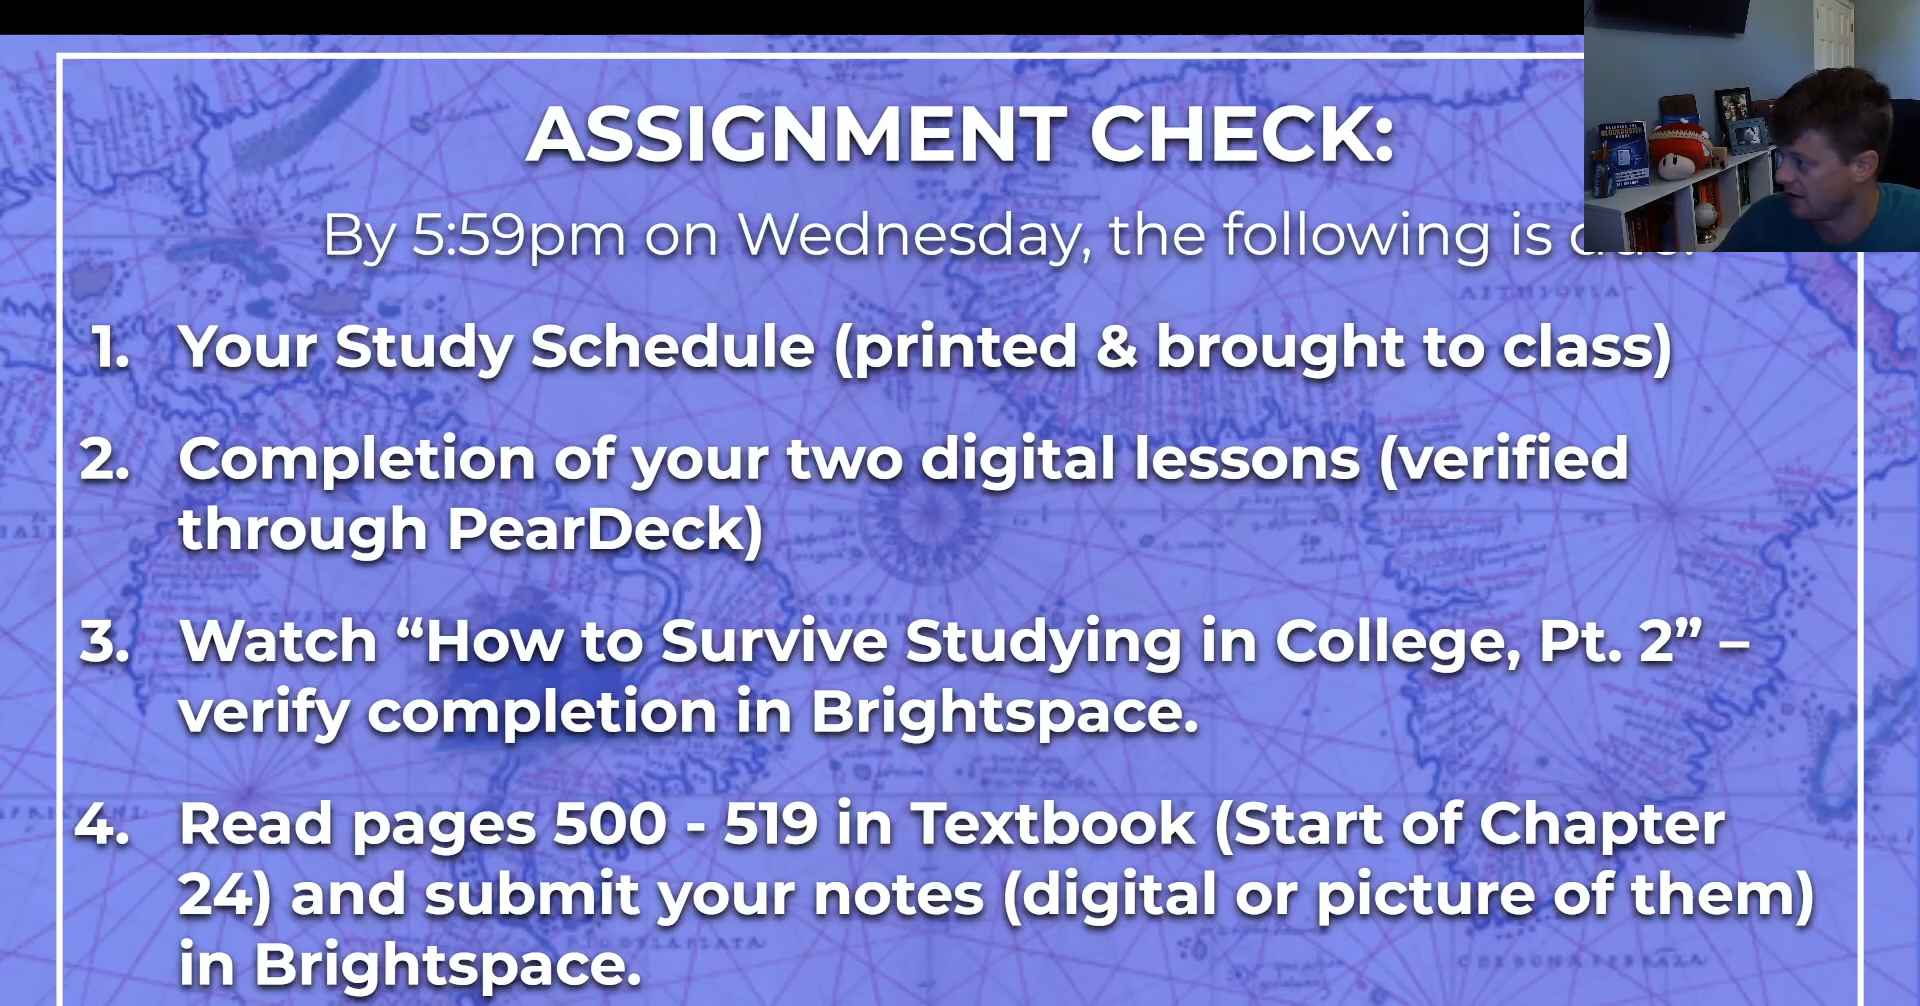 ASSIGNMENT CHECK:
By 5:59pm on Wednesday, the following is
1. Your Study Schedule (printed & brought to class)
2. Completion of your two digital lessons (verified
through PearDeck)
3. Watch “How to Survive Studying in College, Pt. 2” –
verify completion in Brightspace.
4. Read pages 500 - 519 in Textbook (Start of Chapter
24) and submit your notes (digital or picture of them)
in Brightspace.